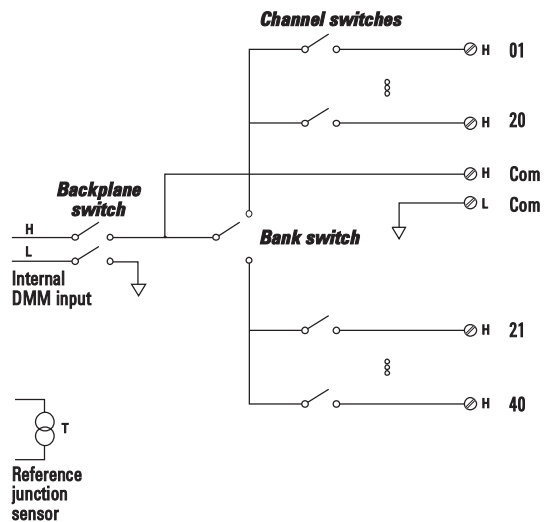 Channel switches
H 01
H 20
H Com
L Com
Backplane
switch
H
L
Bank switch
Internal
DMM input
H 21
H 40
T
Reference
junction
sensor